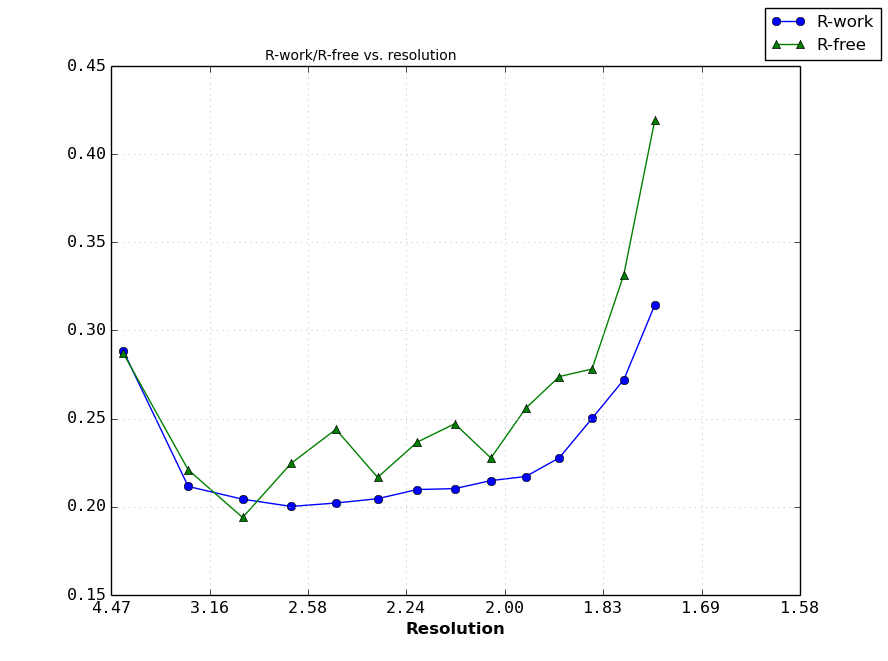 R-work
R-free
R-work/R-free vs. resolution
0.45
0.40
0.35
0.30
0.25
0.20
0.15
4.47 3.16 2.58 2.24 2.00 1.83 1.69 1.58
Resolution